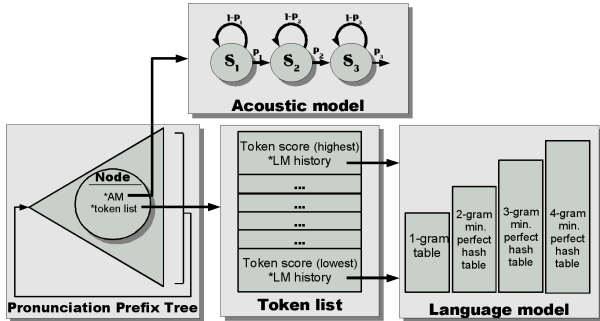 1-P1
1-P2
1-P3
S1
P1
S2
P2
S3
P3
Acoustic model
Node
*AM
*token list
Pronunciation Prefix Tree
Token score (highest)
*LM history
...
...
...
...
Token score (lowest)
*LM history
Token list
1-gram
table
2-gram
min.
perfect
hash
table
3-gram
min.
perfect
hash
table
4-gram
min.
perfect
hash
table
Language model